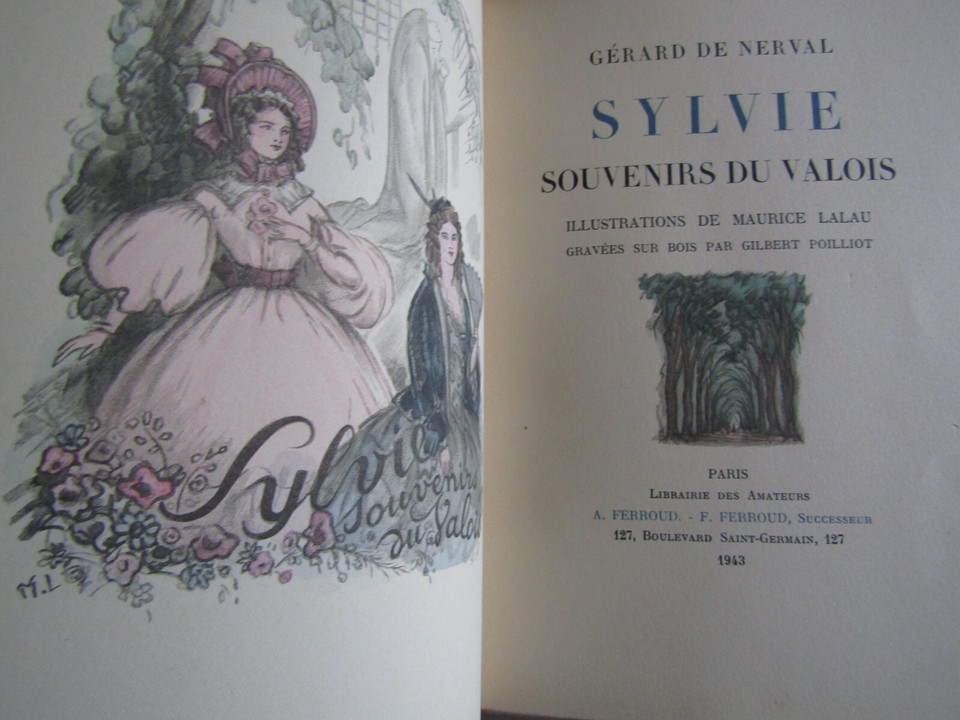 Sylvie
souvenirs
du Valois
M.L
GÉRARD DE NERVAL
SYLVIE
SOUVENIRS DU VALOIS
ILLUSTRATIONS DE MAURICE LALAU
GRAVÉES SUR BOIS PAR GILBERT POILLIOT
PARIS
LIBRAIRIE DES AMATEURS
A. FERROUD. - F. FERROUD, SUCCESSEUR
127, BOULEVARD SAINT-GERMAIN, 127
1943